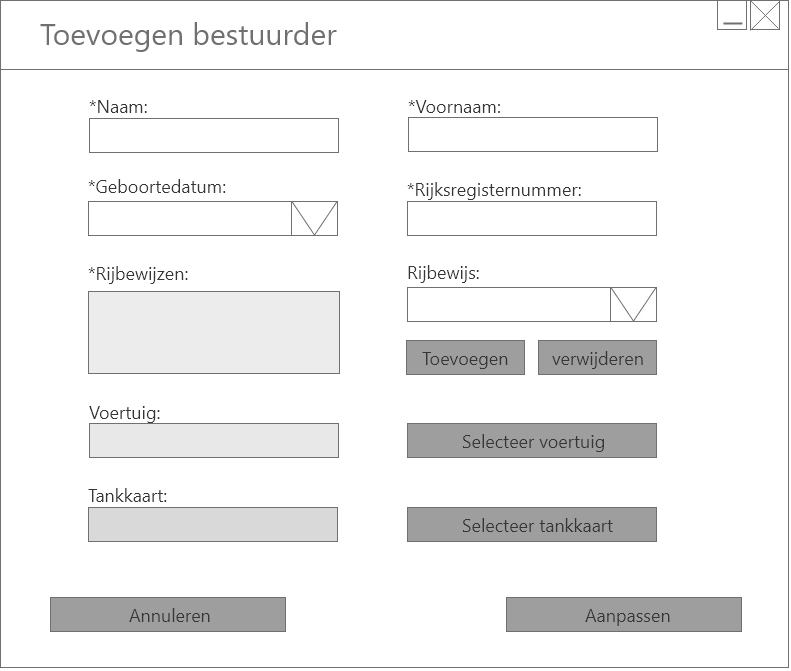 Toevoegen bestuurder
*Naam:
*Voornaam:
*Geboortedatum:
*Rijksregisternummer:
*Rijbewijzen:
Rijbewijs:
Toevoegen
verwijderen
Voertuig:
Selecteer voertuig
Tankkaart:
Selecteer tankkaart
Annuleren
Aanpassen